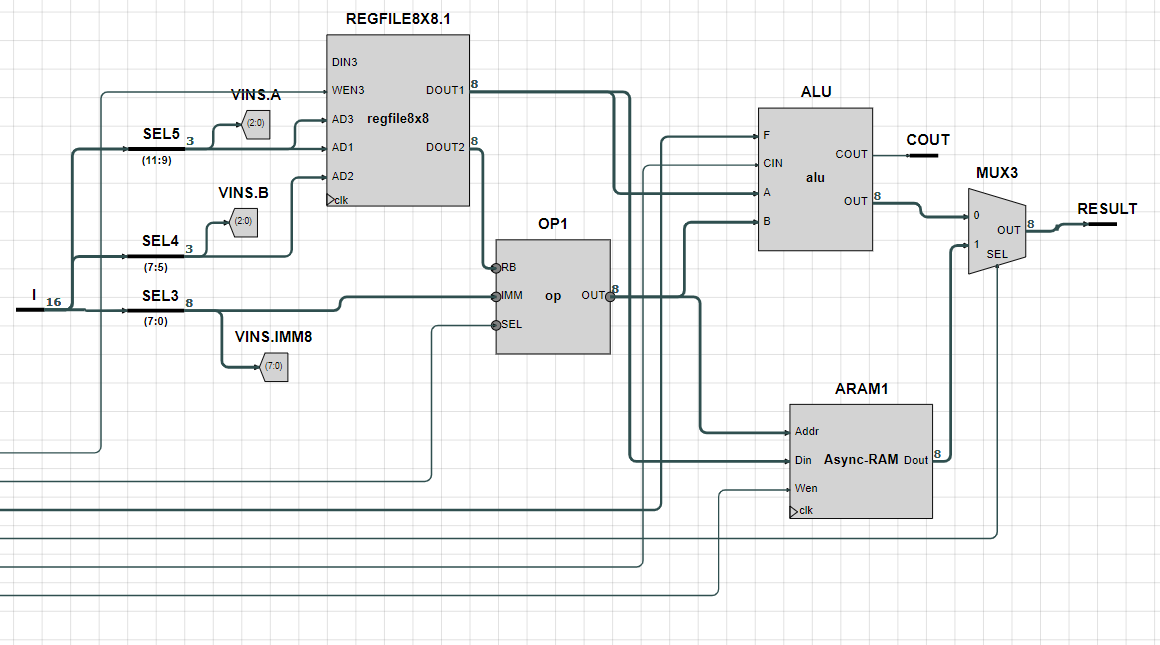 REGFILE8X8.1
DIN3
WEN3
AD3
AD1
AD2
clk
regfile8x8
DOUT1
8
DOUT2
8
VINS.A
(2:0)
SEL5
3
(11:9)
VINS.B
(2:0)
SEL4
3
(7:5)
I
16
SEL3
8
(7:0)
VINS.IMM8
(7:0)
OP1
RB
IMM
SEL
op
OUT
8
ALU
F
CIN
A
B
alu
COUT
OUT
8
COUT
MUX3
0
1
OUT
SEL
8
RESULT
ARAM1
Addr
Din
Wen
clk
Async-RAM
Dout
8